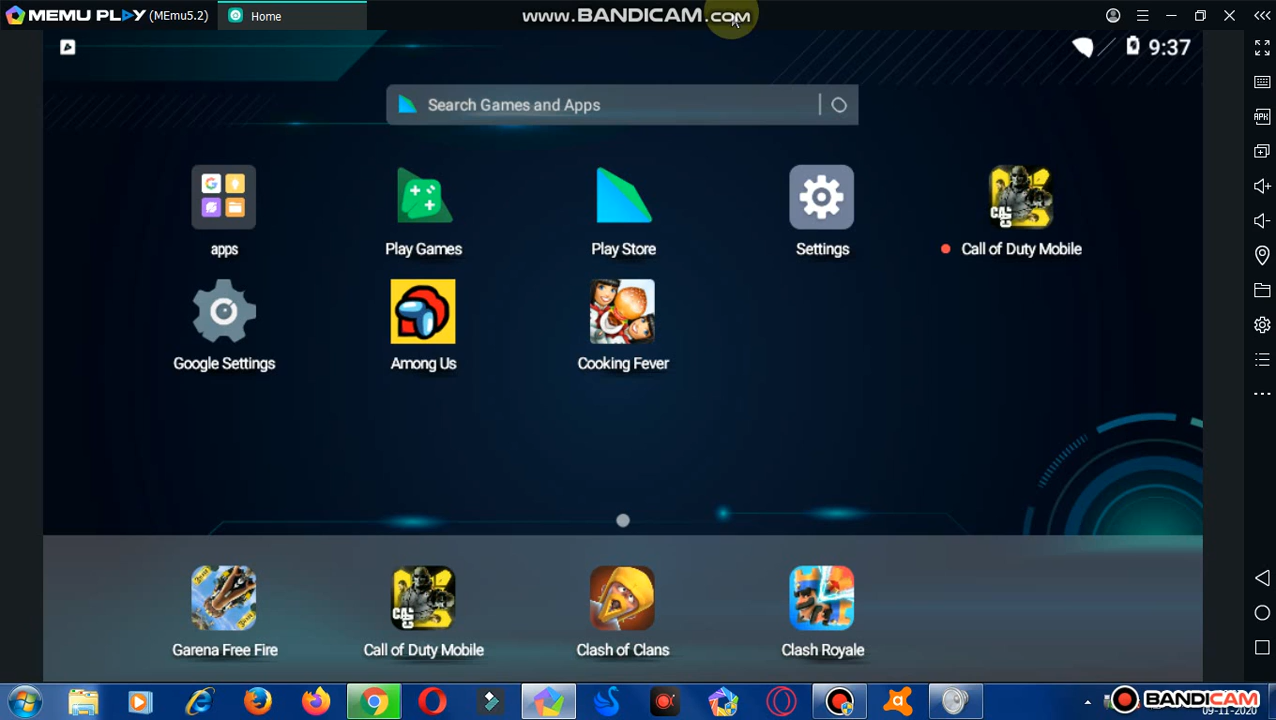 MEMU PLAY (MEmu5.2)
Home
www.BANDICAM.com
9:37
Search Games and Apps
apps
Play Games
Play Store
Settings
Call of Duty Mobile
Google Settings
Among Us
Cooking Fever
Garena Free Fire
Call of Duty Mobile
Clash of Clans
Clash Royale
APK
BANDICAM
09-11-2020